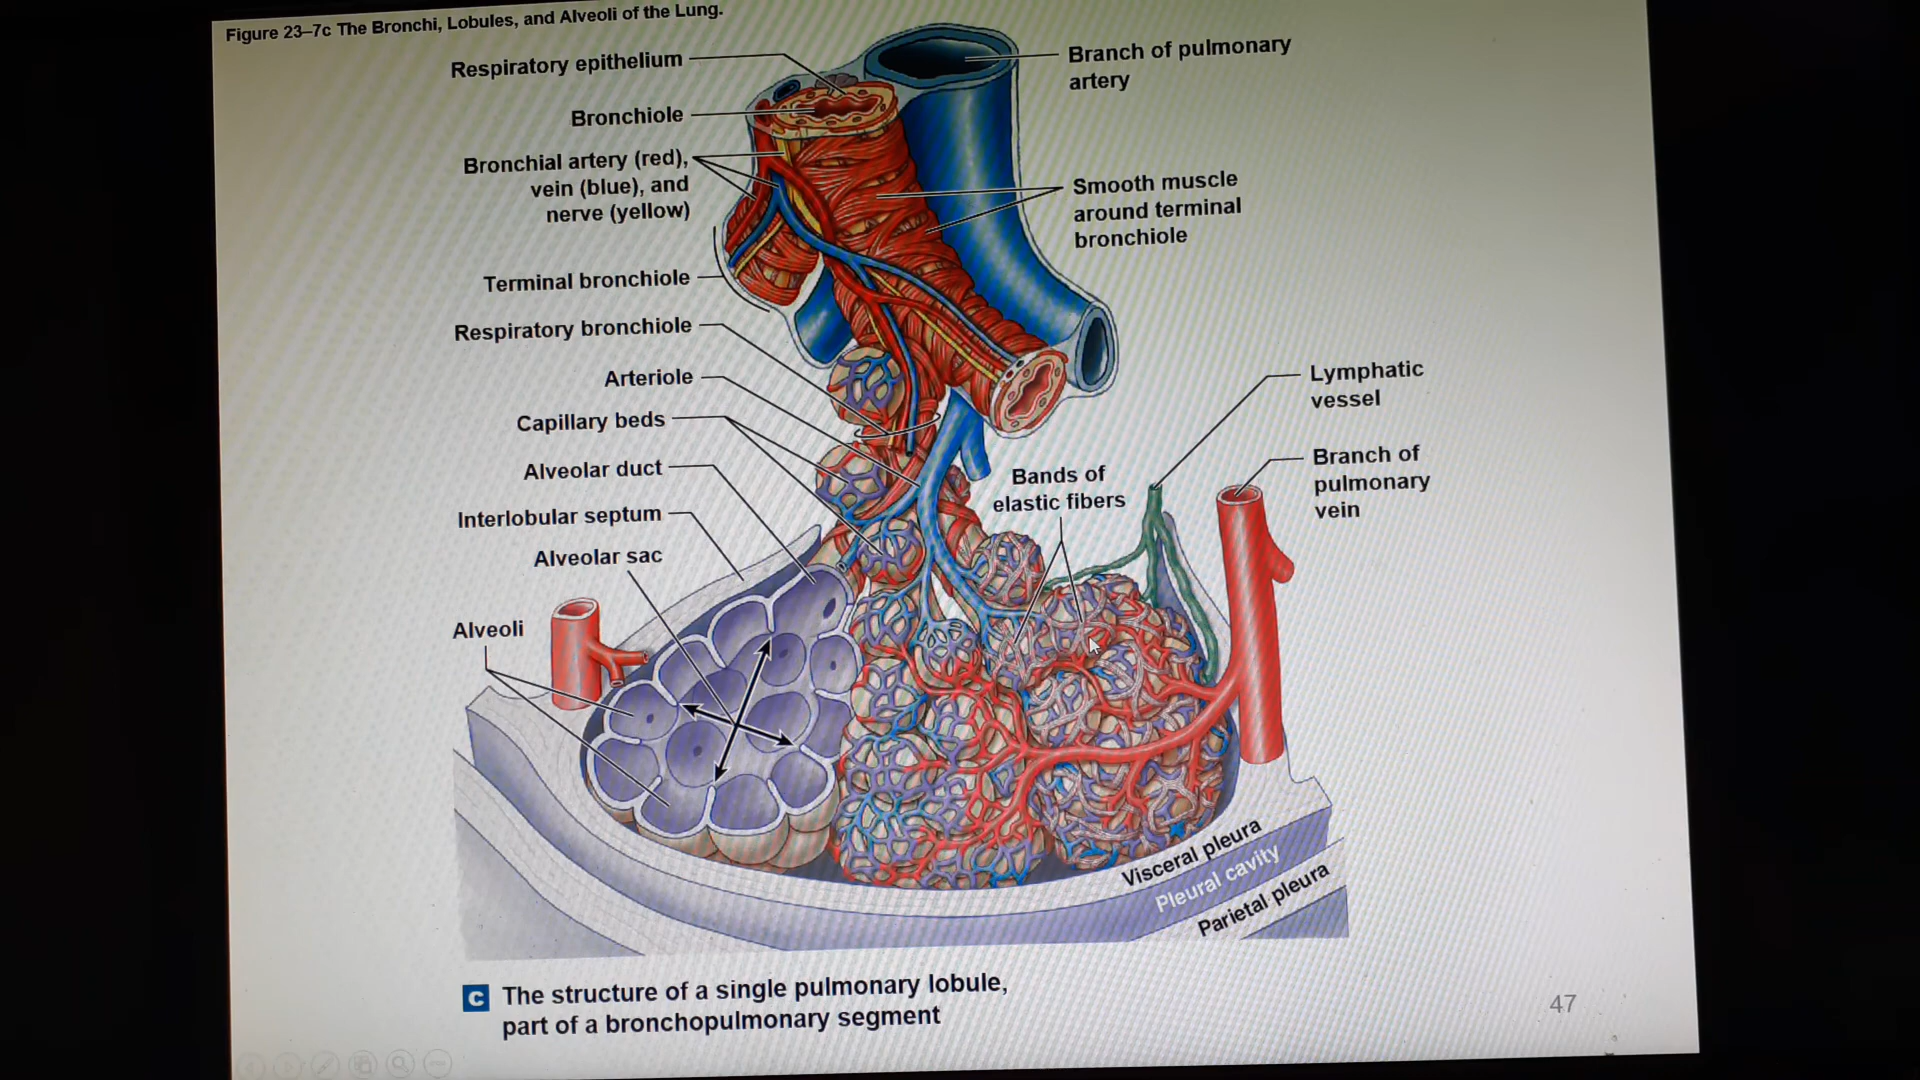 Figure 23–7c The Bronchi, Lobules, and Alveoli of the Lung.
Respiratory epithelium
Bronchiole
Bronchial artery (red),
vein (blue), and
nerve (yellow)
Terminal bronchiole
Respiratory bronchiole
Arteriole
Capillary beds
Alveolar duct
Interlobular septum
Alveolar sac
Alveoli
Branch of pulmonary
artery
Smooth muscle
around terminal
bronchiole
Lymphatic
vessel
Branch of
pulmonary
vein
Bands of
elastic fibers
Visceral pleura
Pleural cavity
Parietal pleura
C The structure of a single pulmonary lobule,
part of a bronchopulmonary segment
47